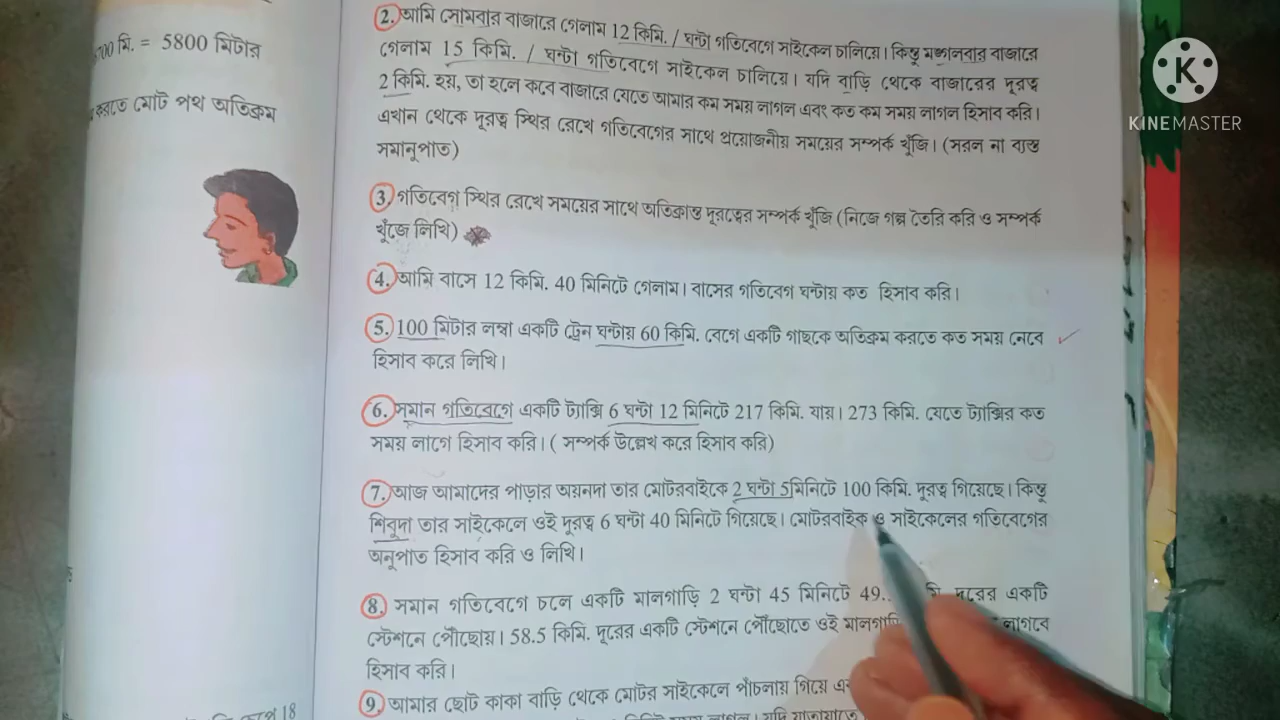 5700 মি. = 5800 মিটার
করতে মোট পথ অতিক্রম
2. আমি সোমবার বাজারে গেলাম 12 কিমি. / ঘন্টা গতিবেগে সাইকেল চালিয়ে। কিন্তু মঙ্গলবার বাজারে
গেলাম 15 কিমি. / ঘন্টা গতিবেগে সাইকেল চালিয়ে। যদি বাড়ি থেকে বাজারের দূরত্ব
2 কিমি. হয়, তা হলে কবে বাজারে যেতে আমার কম সময় লাগল এবং কত কম সময় লাগল হিসাব করি।
এখান থেকে দূরত্ব স্থির রেখে গতিবেগের সাথে প্রয়োজনীয় সময়ের সম্পর্ক খুঁজি। (সরল না ব্যস্ত
সমানুপাত)
3. গতিবেগ স্থির রেখে সময়ের সাথে অতিক্রান্ত দূরত্বের সম্পর্ক খুঁজি (নিজে গল্প তৈরি করি ও সম্পর্ক
খুঁজে লিখি)
4. আমি বাসে 12 কিমি. 40 মিনিটে গেলাম। বাসের গতিবেগ ঘন্টায় কত হিসাব করি।
5. 100 মিটার লম্বা একটি ট্রেন ঘন্টায় 60 কিমি. বেগে একটি গাছকে অতিক্রম করতে কত সময় নেবে
হিসাব করে লিখি।
6. সমান গতিবেগে একটি ট্যাক্সি 6 ঘন্টা 12 মিনিটে 217 কিমি. যায়। 273 কিমি. যেতে ট্যাক্সির কত
সময় লাগে হিসাব করি। ( সম্পর্ক উল্লেখ করে হিসাব করি)
7. আজ আমাদের পাড়ার অয়নদা তার মোটরবাইকে 2 ঘন্টা 5মিনিটে 100 কিমি. দূরত্ব গিয়েছে। কিন্তু
শিবুদা তার সাইকেলে ওই দূরত্ব 6 ঘন্টা 40 মিনিটে গিয়েছে। মোটরবাইক ও সাইকেলের গতিবেগের
অনুপাত হিসাব করি ও লিখি।
8. সমান গতিবেগে চলে একটি মালগাড়ি 2 ঘন্টা 45 মিনিটে 49. দূরের একটি
স্টেশনে পৌঁছোয়। 58.5 কিমি. দূরের একটি স্টেশনে পৌঁছোতে ওই লাগবে
হিসাব করি।
9. আমার ছোট কাকা বাড়ি থেকে মোটর সাইকেলে পাঁচলায় গিয়ে
18
KINEMASTER